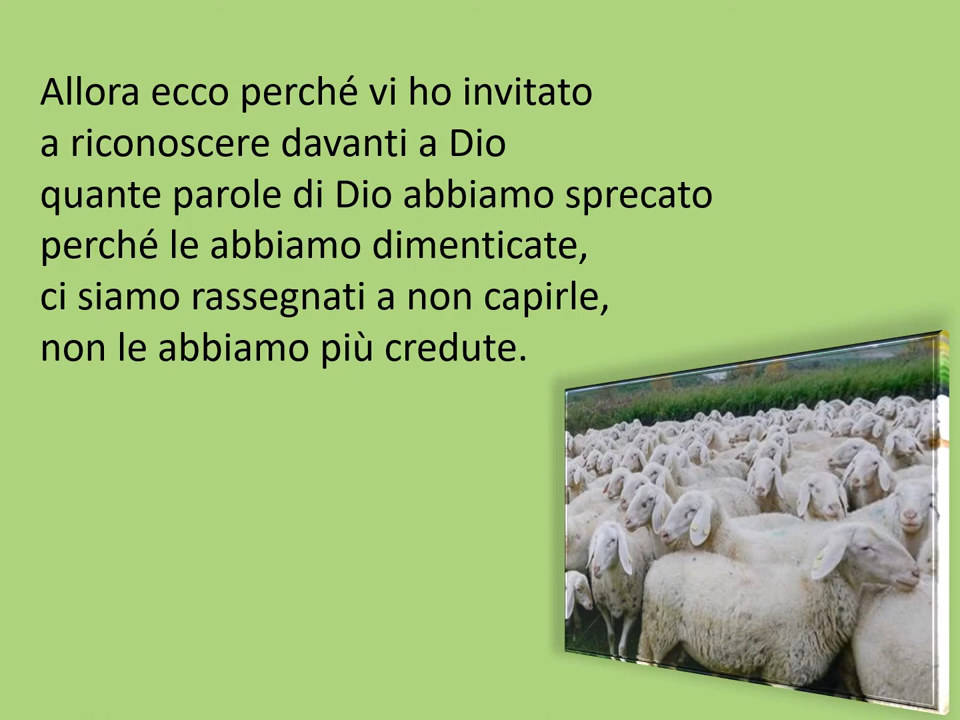 Allora ecco perché vi ho invitato
a riconoscere davanti a Dio
quante parole di Dio abbiamo sprecato
perché le abbiamo dimenticate,
ci siamo rassegnati a non capirle,
non le abbiamo più credute.